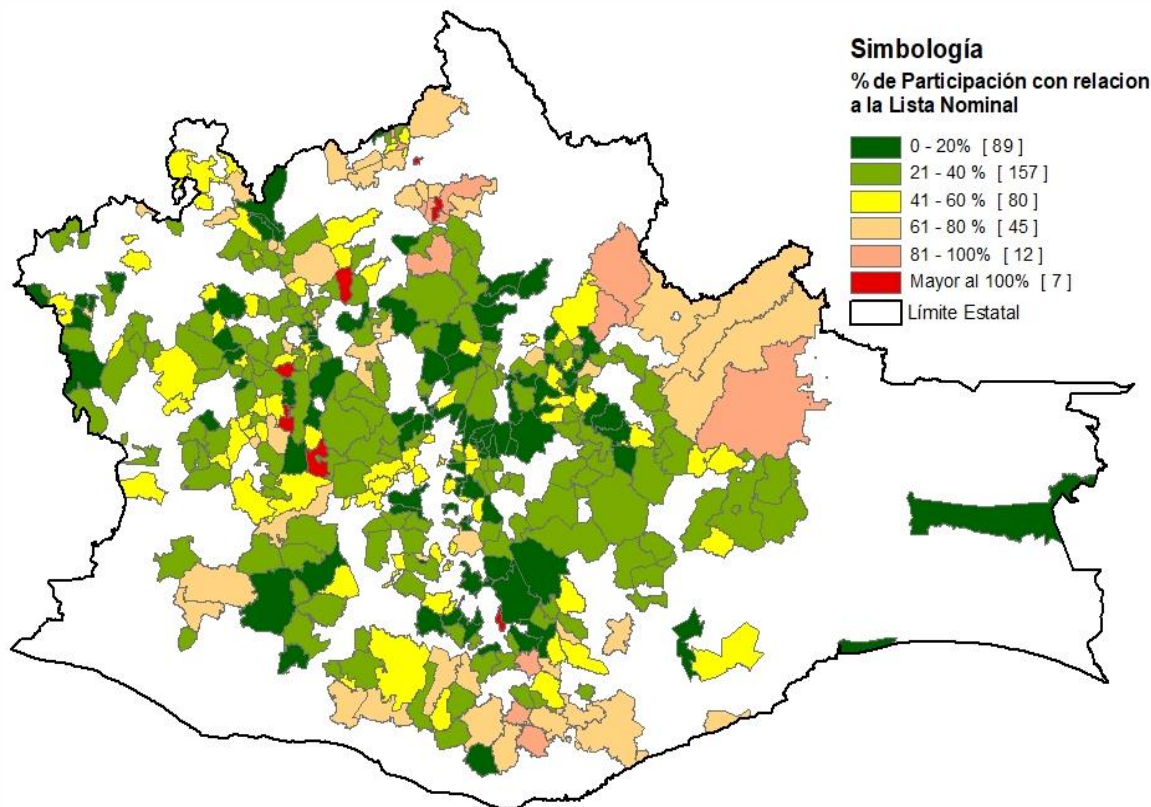 Simbología
% de Participación con relacion
a la Lista Nominal
0 - 20% [ 89 ]
21 - 40 % [ 157 ]
41 - 60 % [ 80 ]
61 - 80 % [ 45 ]
81 - 100% [ 12 ]
Mayor al 100% [ 7 ]
Límite Estatal